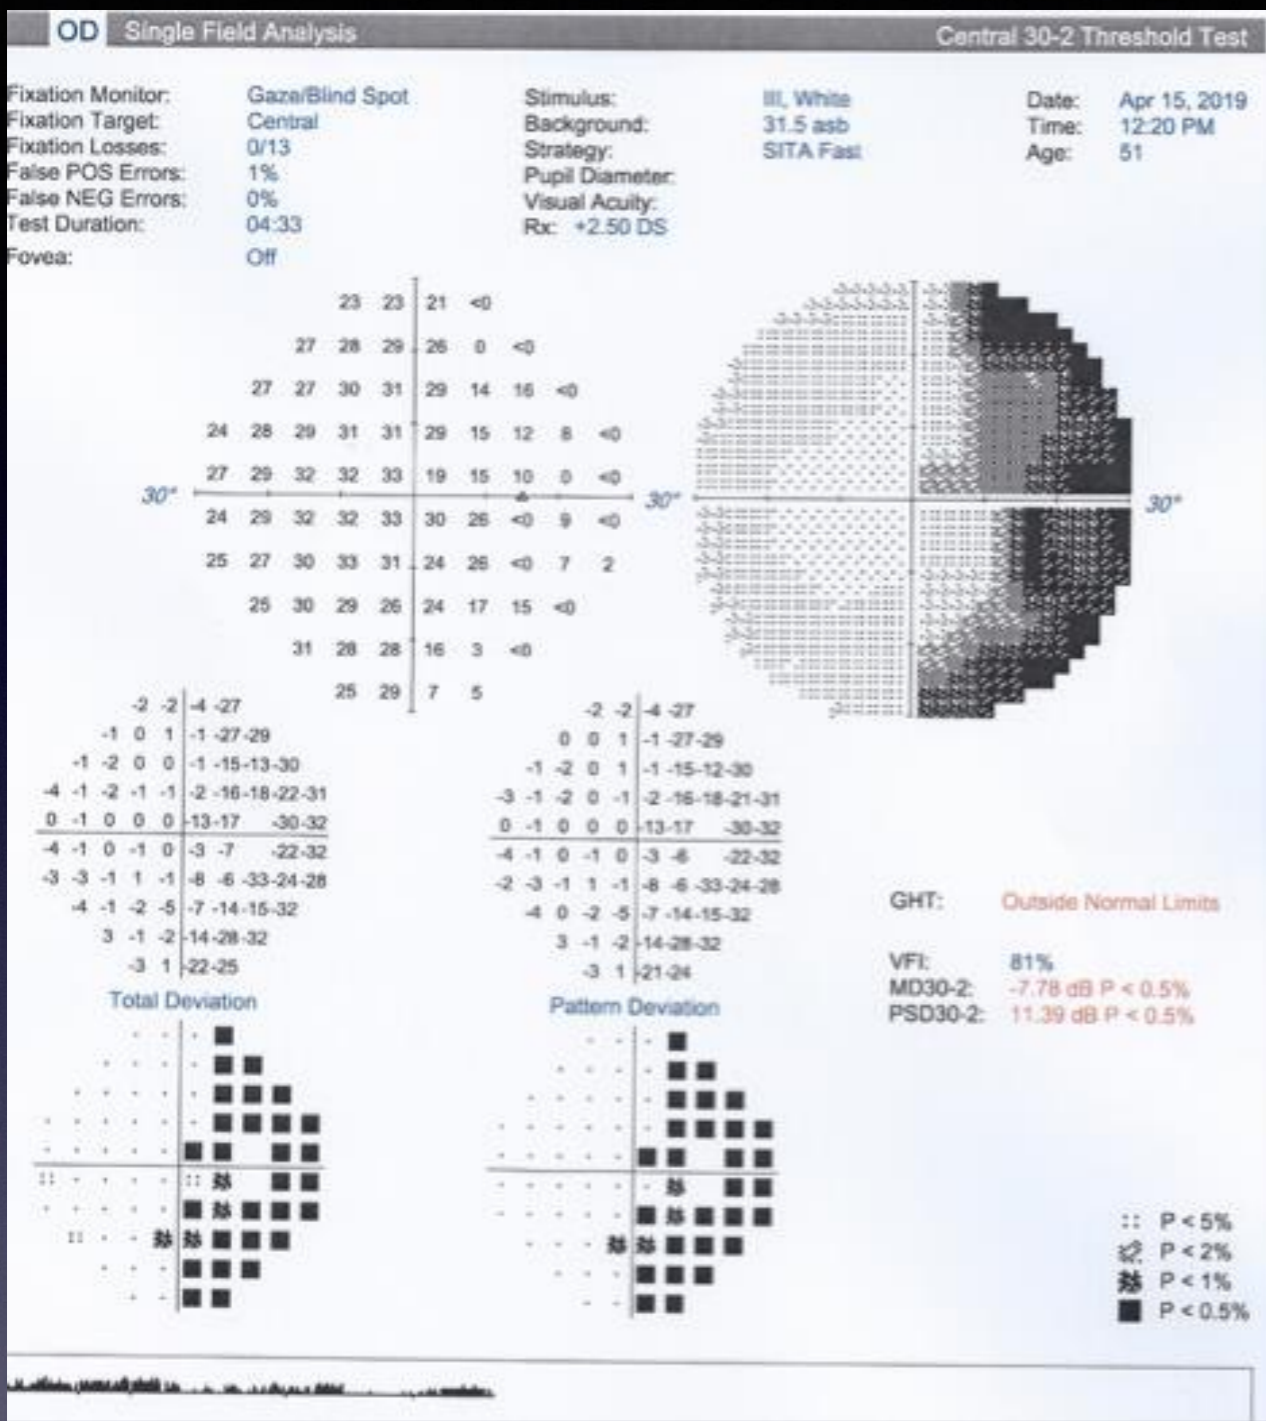 OD Single Field Analysis Central 30-2 Threshold Test
Fixation Monitor: Gaze/Blind Spot Stimulus: III, White Date: Apr 15, 2019
Fixation Target: Central Background: 31.5 asb Time: 12:20 PM
Fixation Losses: 0/13 Strategy: SITA Fast Age: 51
False POS Errors: 1% Pupil Diameter:
False NEG Errors: 0% Visual Acuity:
Test Duration: 04:33 Rx: +2.50 DS
Fovea: Off
23 23 21 <0
27 28 29 26 0 <0
27 27 30 31 29 14 16 <0
24 28 29 31 31 29 15 12 8 <0
27 29 32 32 33 19 15 10 0 <0
30° 30° 30°
24 29 32 32 33 30 26 <0 9 <0
25 27 30 33 31 24 26 <0 7 2
25 30 29 26 24 17 15 <0
31 28 28 16 3 <0
25 29 7 5
-2 -2 -4 -27 -2 -2 -4 -27
-1 0 1 -1 -27 -29 0 0 1 -1 -27 -29
-1 -2 0 0 -1 -15 -13 -30 -1 -2 0 1 -1 -15 -12 -30
-4 -1 -2 -1 -1 -2 -16 -18 -22 -31 -3 -1 -2 0 -1 -2 -16 -18 -21 -31
0 -1 0 0 0 -13 -17 -30 -32 0 -1 0 0 0 -13 -17 -30 -32
-4 -1 0 -1 0 -3 -7 -22 -32 -4 -1 0 -1 0 -3 -6 -22 -32
-3 -3 -1 1 -1 -8 -6 -33 -24 -28 -2 -3 -1 1 -1 -8 -6 -33 -24 -28
-4 -1 -2 -5 -7 -14 -15 -32 -4 0 -2 -5 -7 -14 -15 -32
3 -1 -2 -14 -28 -32 3 -1 -2 -14 -28 -32
-3 1 -22 -25 -3 1 -21 -24
Total Deviation Pattern Deviation
GHT: Outside Normal Limits
VFI: 81%
MD30-2: -7.78 dB P < 0.5%
PSD30-2: 11.39 dB P < 0.5%
P < 5%
P < 2%
P < 1%
P < 0.5%